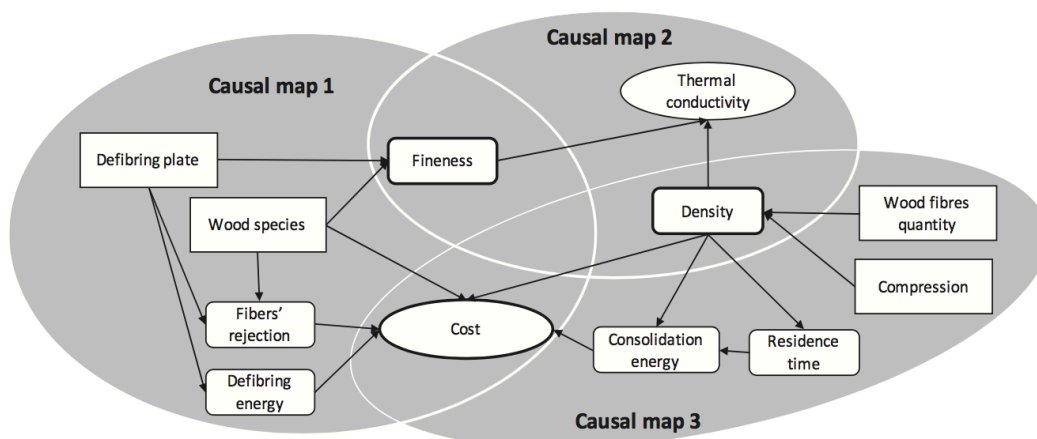 Causal map 2
Causal map 1
Thermal
conductivity
Defibring plate
Fineness
Wood species
Density
Wood fibres
quantity
Compression
Fibers’
rejection
Cost
Consolidation
energy
Residence
time
Defibring
energy
Causal map 3